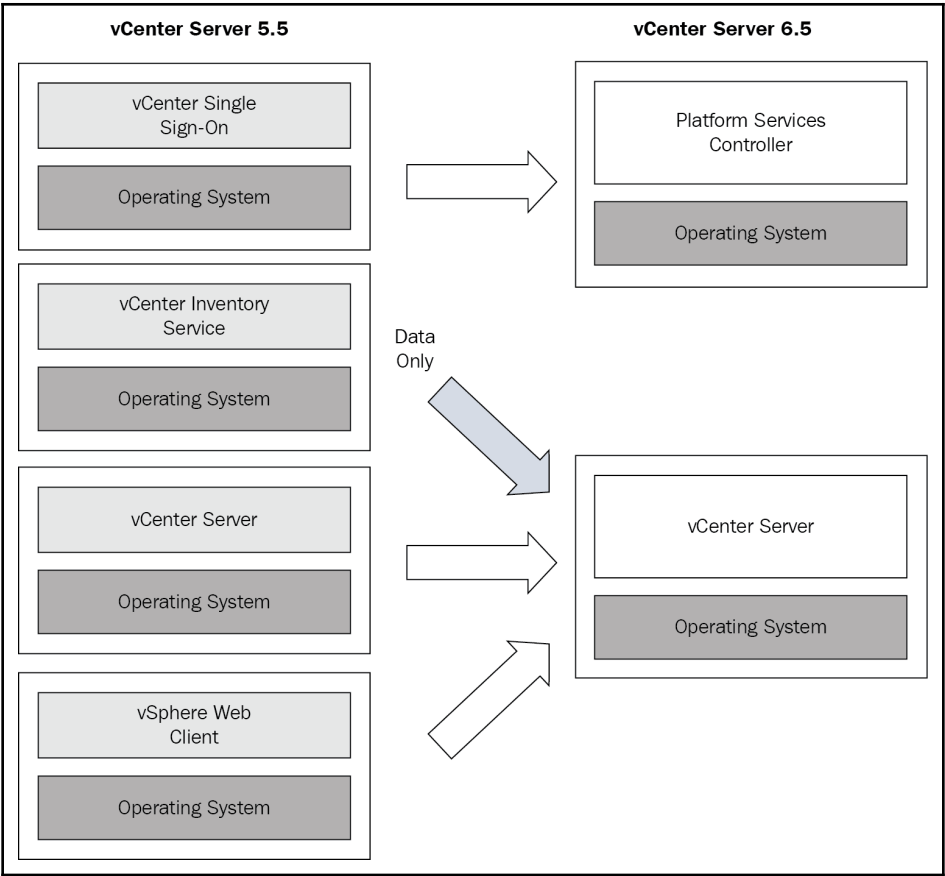 vCenter Server 5.5
vCenter Server 6.5
vCenter Single
Sign-On
Operating System
Platform Services
Controller
Operating System
vCenter Inventory
Service
Operating System
Data
Only
vCenter Server
Operating System
vCenter Server
Operating System
vSphere Web
Client
Operating System